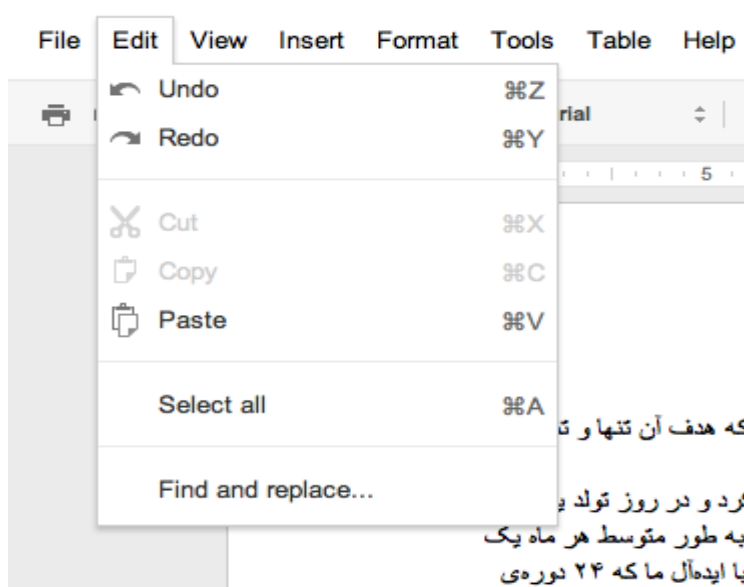 File Edit View Insert Format Tools Table Help
Undo ⌘Z
rial
Redo ⌘Y
5
Cut ⌘X
Copy ⌘C
Paste ⌘V
Select all ⌘A
که هدف آن تنها و
Find and replace...
رد و در روز تولد
به طور متوسط هر ماه یک
ا ایده‌آل ما که ۲۴ دوره‌ی